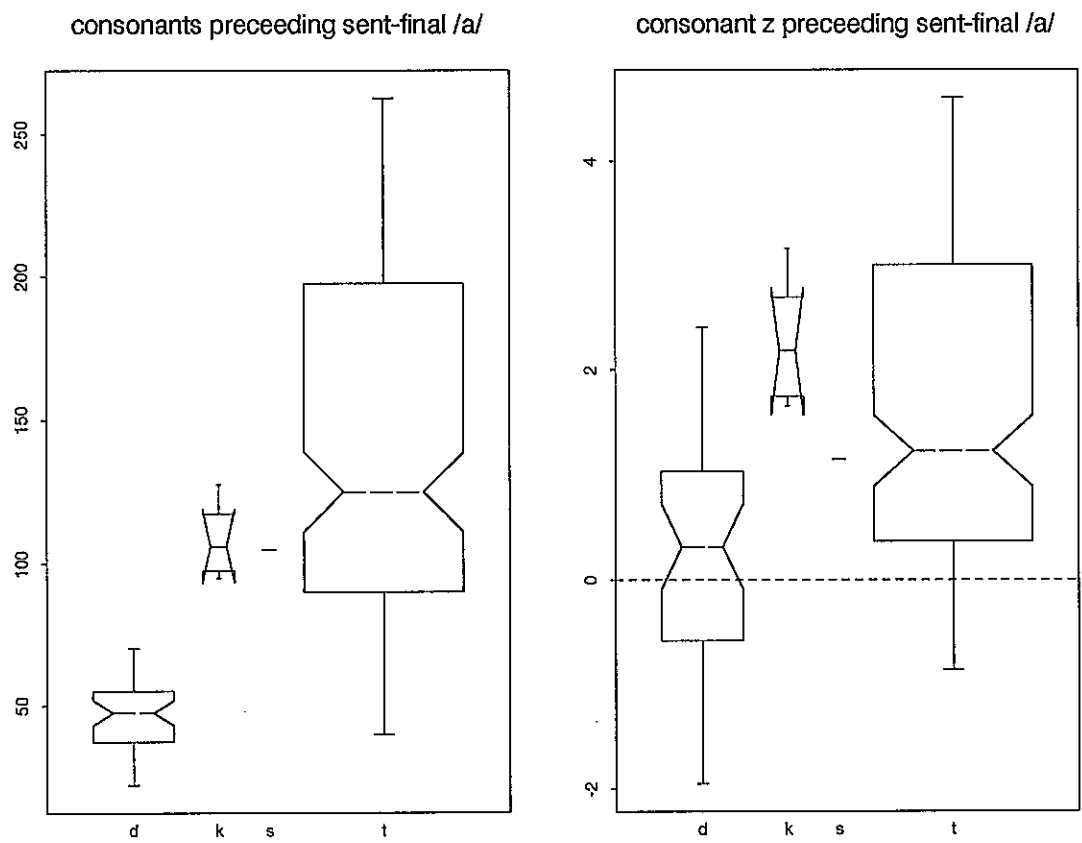 consonants preceeding sent-final /a/
250
200
150
100
50
d k s t
consonant z preceeding sent-final /a/
4
2
0
-2
d k s t